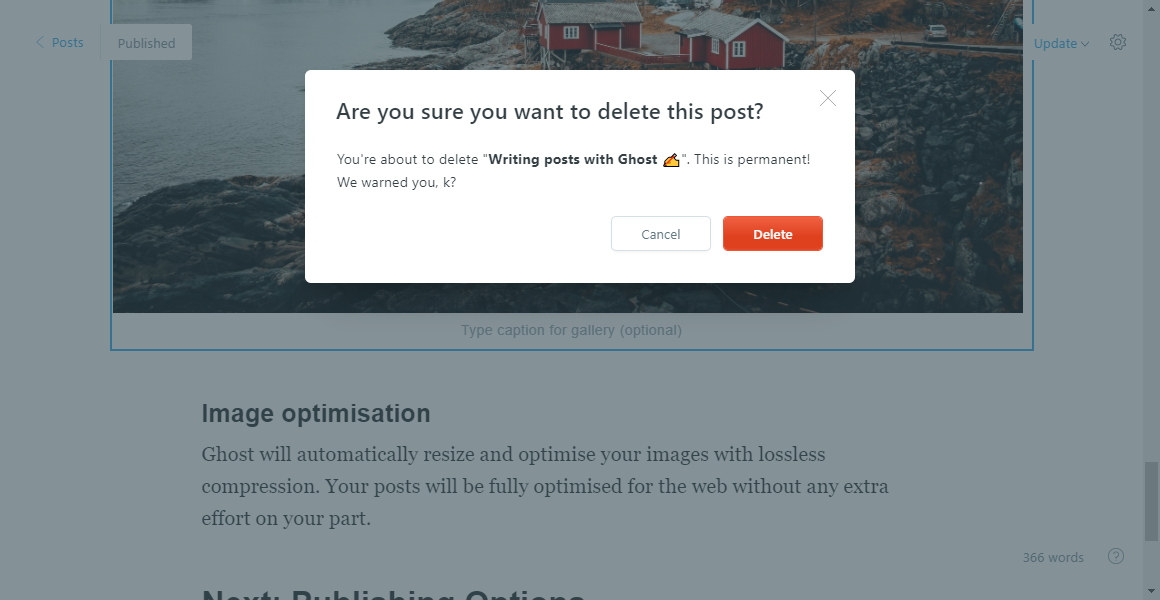 Posts
Published
Update
Are you sure you want to delete this post?
You're about to delete "Writing posts with Ghost ✍️". This is permanent!
We warned you, k?
Cancel
Delete
Type caption for gallery (optional)
Image optimisation
Ghost will automatically resize and optimise your images with lossless
compression. Your posts will be fully optimised for the web without any extra
effort on your part.
366 words
?
Next: Publishing Options